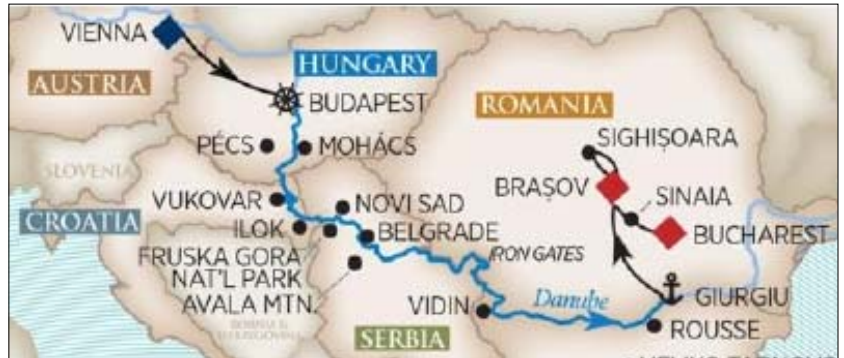 VIENNA
HUNGARY
AUSTRIA
BUDAPEST
ROMANIA
SIGHIȘOARA
PÉCS
MOHÁCS
SLOVENIA
BRAȘOV
SINAIA
VUKOVAR
NOVI SAD
CROATIA
ILOK
BELGRADE
BUCHAREST
FRUSKA GORA
NAT'L PARK
IRON GATES
AVALA MTN.
VIDIN
Danube
GIURGIU
ROUSSE
SERBIA